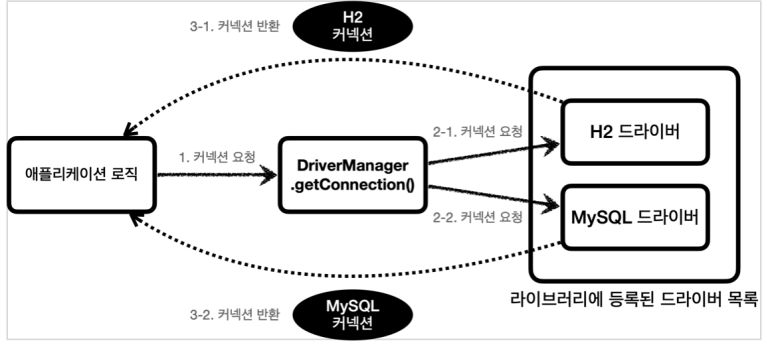 H2
커넥션
3-1. 커넥션 반환
애플리케이션 로직
1. 커넥션 요청
DriverManager
.getConnection()
2-1. 커넥션 요청
2-2. 커넥션 요청
H2 드라이버
MySQL 드라이버
라이브러리에 등록된 드라이버 목록
3-2. 커넥션 반환
MySQL
커넥션